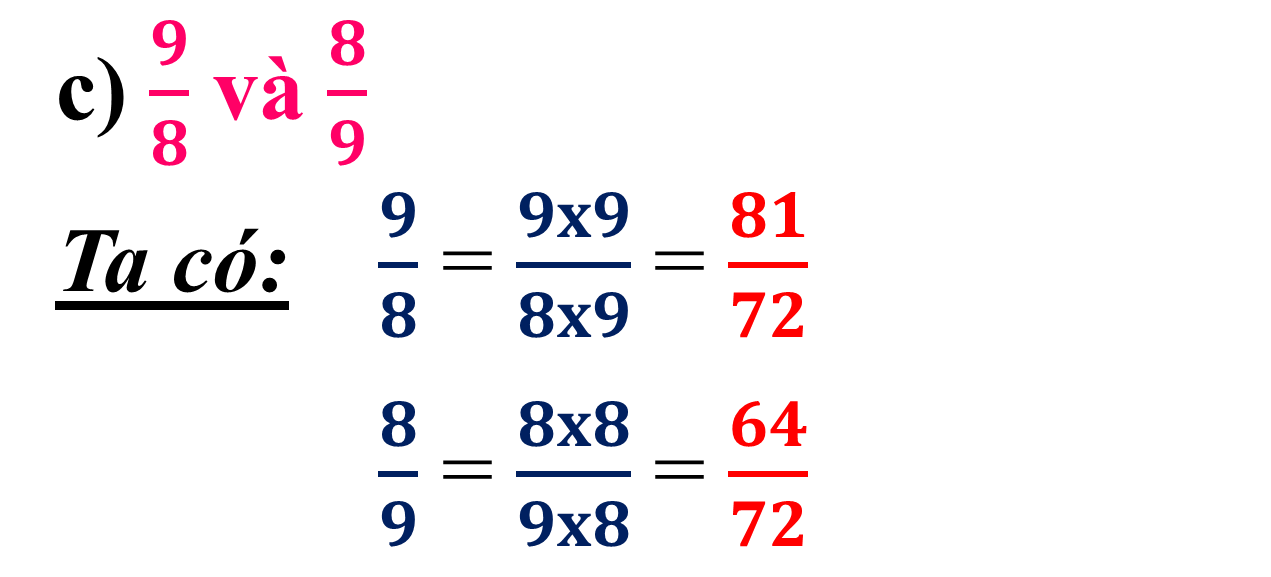 c) 9/8 và 8/9
Ta có: 9/8 = 9x9/8x9 = 81/72
8/9 = 8x8/9x8 = 64/72